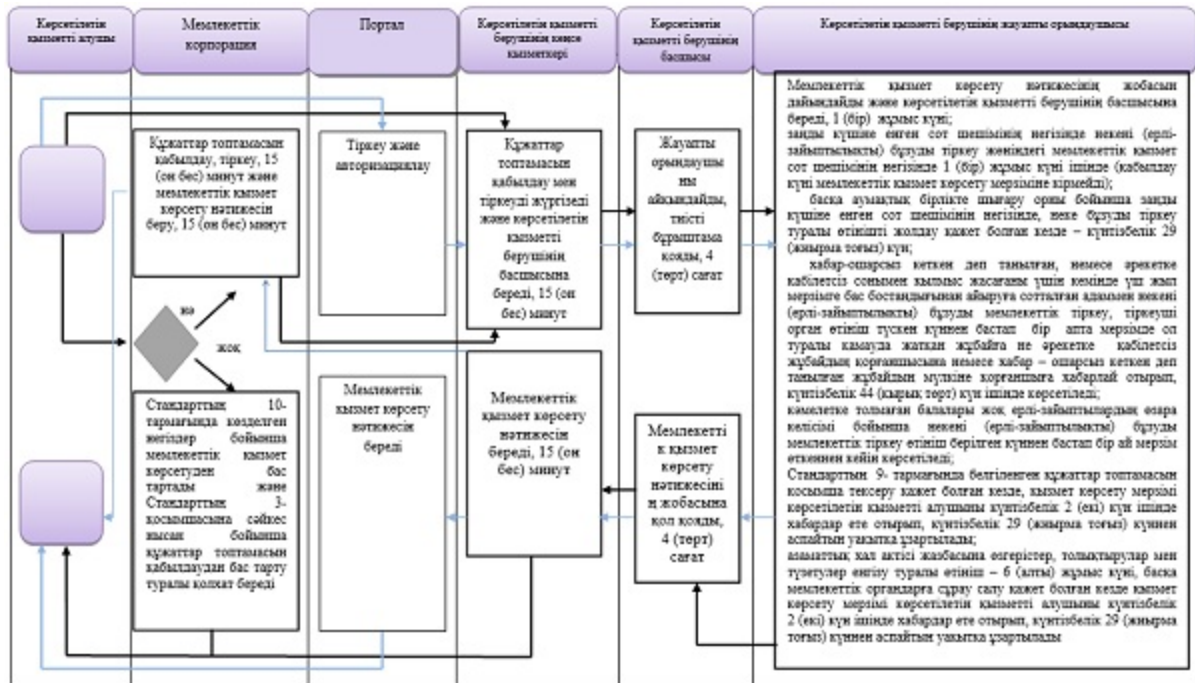 Көрсетілетін
қызметті алушы
Мемлекеттік
корпорация
Портал
Көрсетілетін қызметті
берушінің кеңсе
қызметкері
Көрсетілетін
қызметті берушінің
басшысы
Көрсетілетін қызметті берушінің жауапты орындаушысы
Құжаттар топтамасын
қабылдау, тіркеу, 15
(он бес) минут және
мемлекеттік қызмет
көрсету нәтижесін
беру, 15 (он бес) минут
иә
жоқ
Стандарттың 10-
тармағында көзделген
негіздер бойынша
мемлекеттік қызмет
көрсетуден бас
тартады және
Стандарттың 3-
қосымшасына сәйкес
нысан бойынша
құжаттар топтамасын
қабылдаудан бас тарту
туралы қолхат береді
Тіркеу және
авторизациялау
Мемлекеттік
қызмет көрсету
нәтижесін
береді
Құжаттар
топтамасын
қабылдау мен
тіркеуді жүргізеді
және көрсетілетін
қызметті
берушінің
басшысына
береді, 15 (он
бес) минут
Мемлекеттік
қызмет көрсету
нәтижесін
береді, 15 (он
бес) минут
Жауапты
орындаушы
ны
айқындайды,
тиісті
бұрыштама
қояды, 4
(төрт) сағат
Мемлекетті
к қызмет
көрсету
нәтижесіні
ң жобасына
қол қояды,
4 (төрт)
сағат
Мемлекеттік қызмет көрсету нәтижесінің жобасын
дайындайды және көрсетілетін қызметті берушінің басшысына
береді, 1 (бір) жұмыс күні;
заңды күшіне енген сот шешімінің негізінде некені (ерлі-
зайыптылықты) бұзуды тіркеу жөніндегі мемлекеттік қызмет
сот шешімінің негізінде 1 (бір) жұмыс күні ішінде (қабылдау
күні мемлекеттік қызмет көрсету мерзіміне кірмейді);
басқа аумақтық бірлікте шығару орны бойынша заңды
күшіне енген сот шешімінің негізінде, неке бұзуды тіркеу
туралы өтінішті жолдау қажет болған кезде – күнтізбелік 29
(жиырма тоғыз) күн;
хабар-ошарсыз кеткен деп танылған, немесе әрекетке
қабілетсіз сонымен қылмыс жасағаны үшін кемінде үш жыл
мерзімге бас бостандығынан айыруға сотталған адаммен некені
(ерлі-зайыптылықты) бұзуды мемлекеттік тіркеу, тіркеуші
орган өтініш түскен күннен бастап бір апта мерзімде ол
туралы қамауда жатқан жұбайға не әрекетке қабілетсіз
жұбайдың қорғаншысына немесе хабар – ошарсыз кеткен деп
танылған жұбайдың мүлкіне қорғаншыға хабарлай отырып,
күнтізбелік 44 (қырық төрт) күн ішінде көрсетіледі;
кәмелетке толмаған балалары жоқ ерлі-зайыптылардың өзара
келісімі бойынша некені (ерлі-зайыптылықты) бұзуды
мемлекеттік тіркеу өтініш берілген күннен бастап бір ай мерзім
өткеннен кейін көрсетіледі;
Стандарттың 9- тармағында белгіленген құжаттар топтамасын
қосымша тексеру қажет болған кезде, қызмет көрсету мерзімі
көрсетілетін қызметті алушыны күнтізбелік 2 (екі) күн ішінде
хабардар ете отырып, күнтізбелік 29 (жиырма тоғыз) күннен
аспайтын уақытқа ұзартылады;
азаматтық хал актісі жазбасына өзгерістер, толықтырулар мен
түзетулер енгізу туралы өтініш – 6 (алты) жұмыс күні, басқа
мемлекеттік органдарға сұрау салу қажет болған кезде қызмет
көрсету мерзімі көрсетілетін қызметті алушыны күнтізбелік
2 (екі) күн ішінде хабардар ете отырып, күнтізбелік 29 (жиырма
тоғыз) күннен аспайтын уақытқа ұзартылады